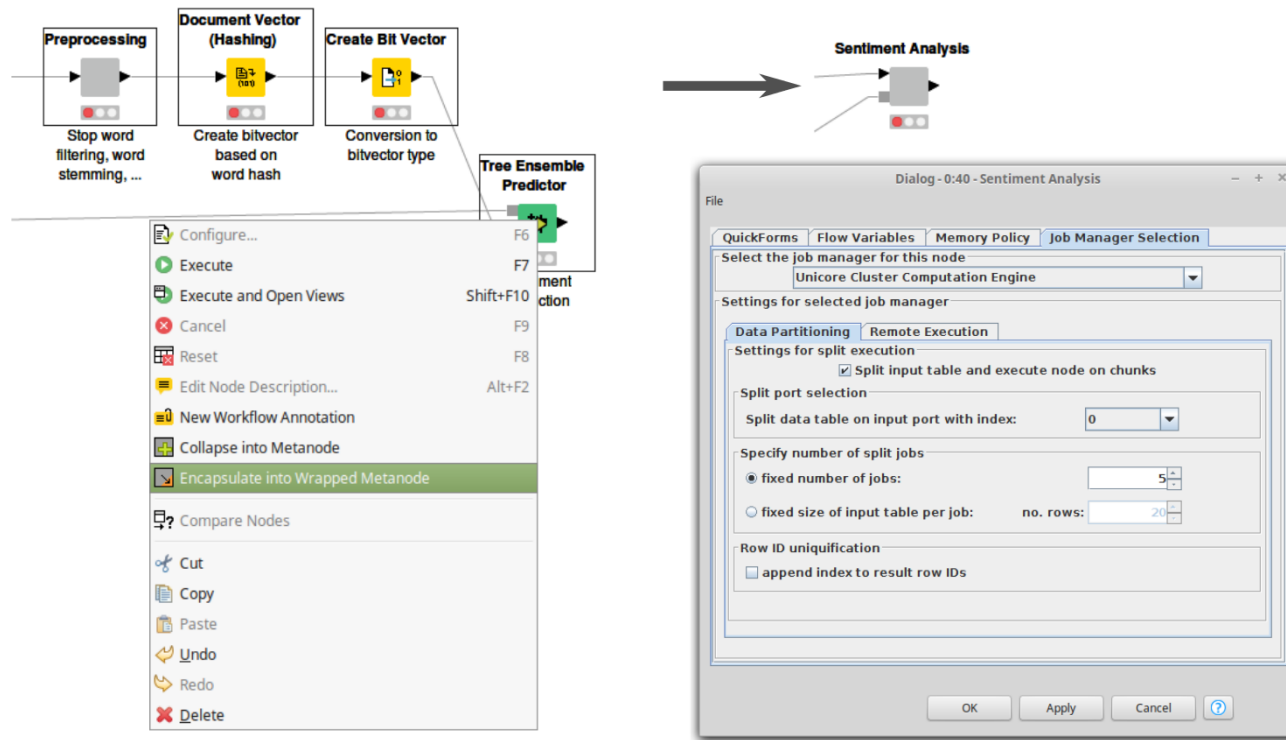 Preprocessing
Stop word
filtering, word
stemming, ...
Document Vector
(Hashing)
Create bitvector
based on
word hash
Create Bit Vector
Conversion to
bitvector type
Tree Ensemble
Predictor
ment
ction
Configure... F6
Execute F7
Execute and Open Views Shift+F10
Cancel F9
Reset F8
Edit Node Description... Alt+F2
New Workflow Annotation
Collapse into Metanode
Encapsulate into Wrapped Metanode
Compare Nodes
Cut
Copy
Paste
Undo
Redo
Delete
Sentiment Analysis
Dialog - 0:40 - Sentiment Analysis
File
QuickForms Flow Variables Memory Policy Job Manager Selection
Select the job manager for this node
Unicore Cluster Computation Engine
Settings for selected job manager
Data Partitioning Remote Execution
Settings for split execution
Split input table and execute node on chunks
Split port selection
Split data table on input port with index: 0
Specify number of split jobs
fixed number of jobs: 5
fixed size of input table per job: no. rows: 20
Row ID uniquification
append index to result row IDs
OK Apply Cancel ?